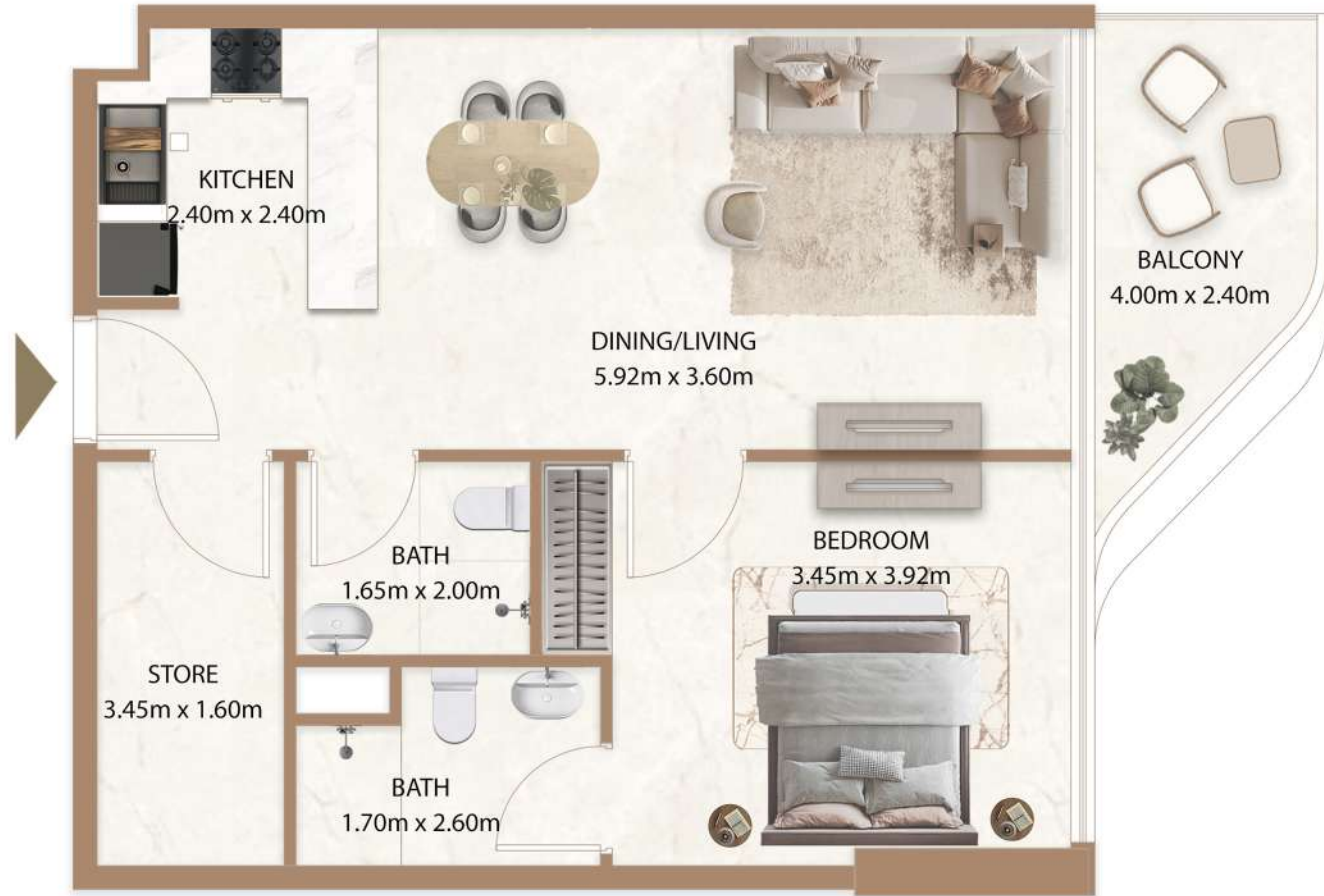 KITCHEN
2.40m x 2.40m
DINING/LIVING
5.92m x 3.60m
BALCONY
4.00m x 2.40m
BATH
1.65m x 2.00m
BEDROOM
3.45m x 3.92m
STORE
3.45m x 1.60m
BATH
1.70m x 2.60m